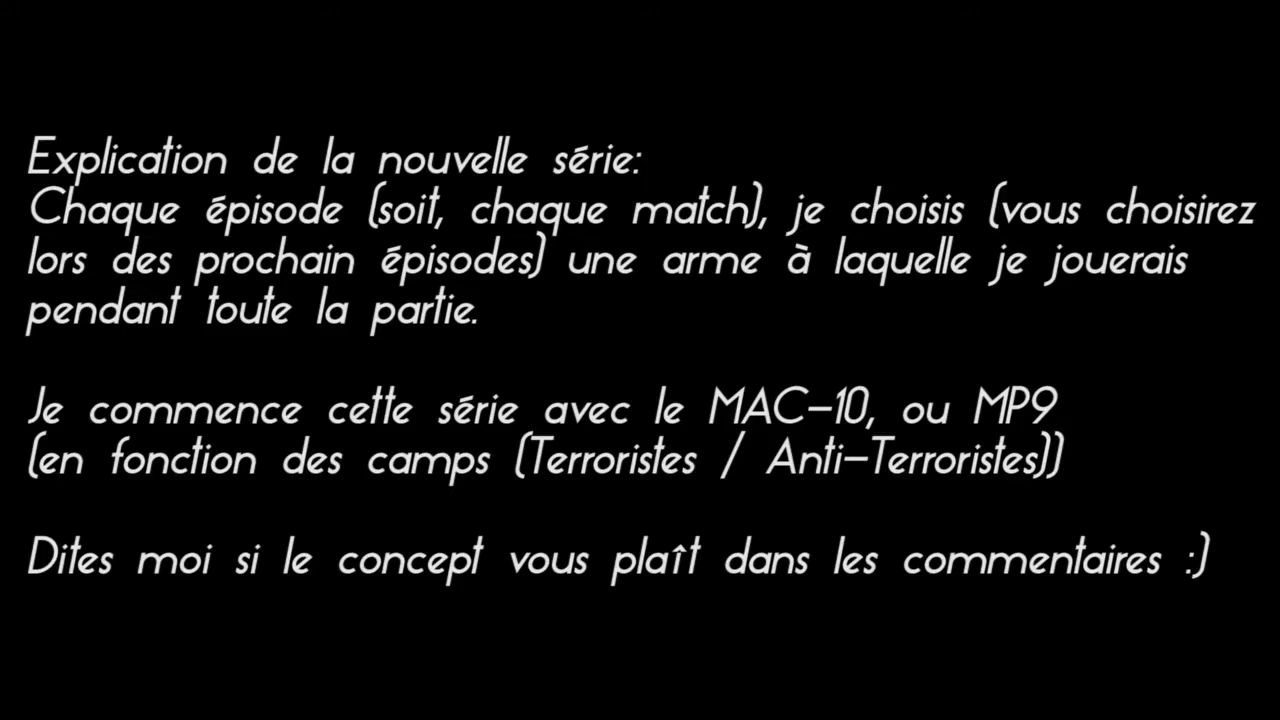 Explication de la nouvelle série:
Chaque épisode (soit, chaque match), je choisis (vous choisirez
lors des prochain épisodes) une arme à laquelle je jouerais
pendant toute la partie.
Je commence cette série avec le MAC-10, ou MP9
(en fonction des camps (Terroristes / Anti-Terroristes))
Dites moi si le concept vous plaît dans les commentaires :)